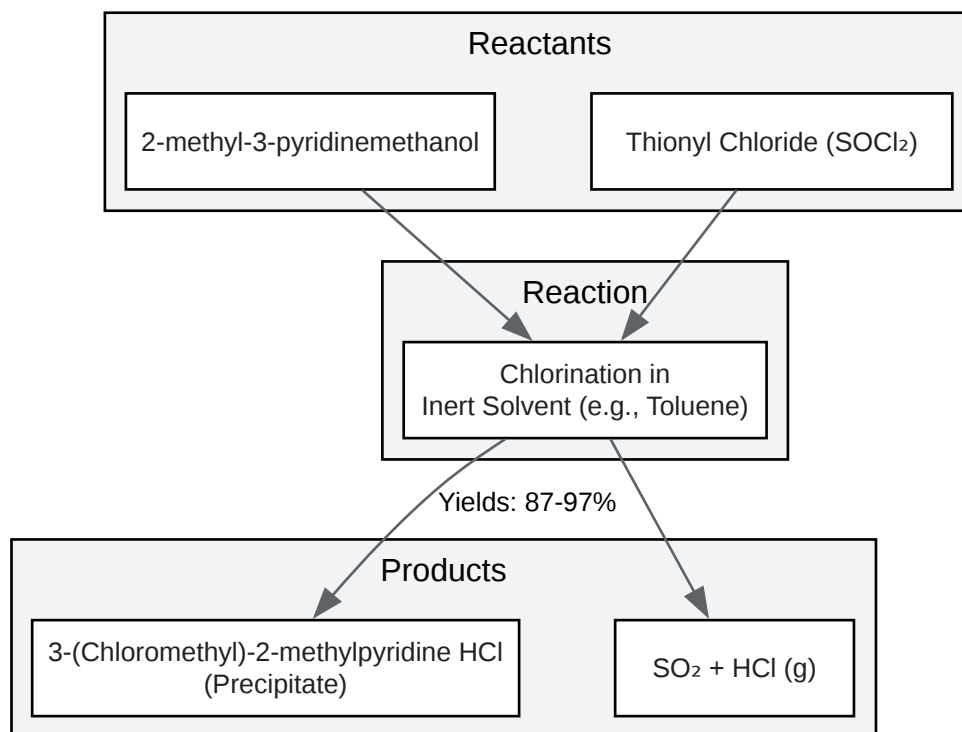 Reactants
2-methyl-3-pyridinemethanol
Thionyl Chloride (SOCl₂)
Reaction
Chlorination in
Inert Solvent (e.g., Toluene)
Yields: 87-97%
Products
3-(Chloromethyl)-2-methylpyridine HCl
(Precipitate)
SO₂ + HCl (g)